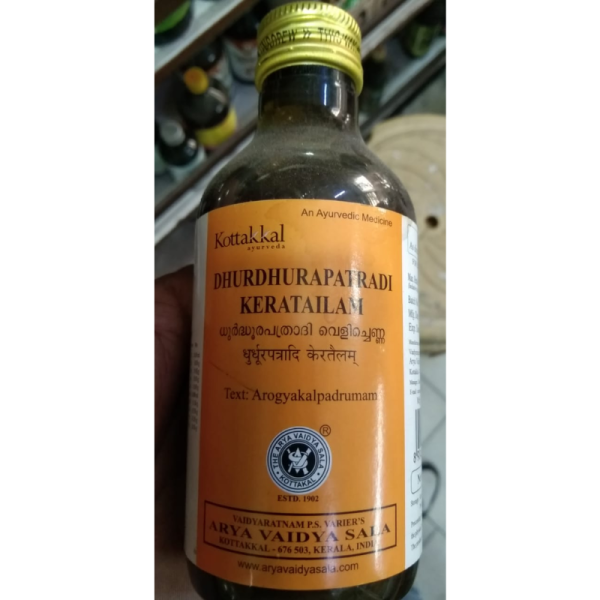 An Ayurvedic Medicine
Kottakkal
ayurveda
DHURDHURAPATRADI
KERATAILAM
ധുർദ്ധൂരപത്രാദി വെളിച്ചെണ്ണ
धुर्धूरपत्रादि केरतैलम्
Text: Arogyakalpadrumam
THE ARYA VAIDYA SALA
KOTTAKKAL
®
ESTD. 1902
VAIDYARATNAM P.S. VARIER'S
ARYA VAIDYA SALA
KOTTAKKAL - 676 503, KERALA, INDIA
www.aryavaidyasala.com